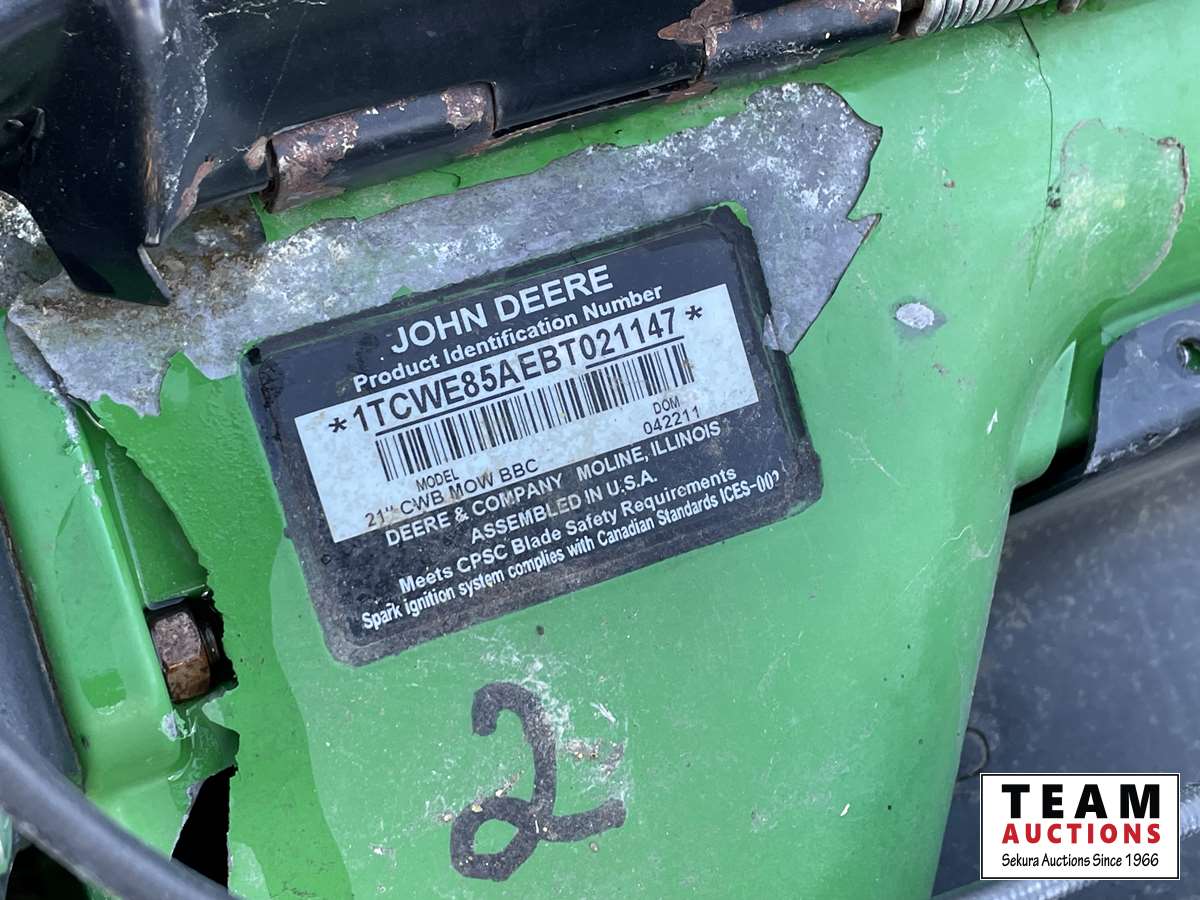 JOHN DEERE
Product Identification Number
*1TCWE85AEBT021147*
MODEL DOM
21" CWB MOW BBC 042211
DEERE & COMPANY MOLINE, ILLINOIS
ASSEMBLED IN U.S.A.
Meets CPSC Blade Safety Requirements
Spark ignition system complies with Canadian Standards ICES-002
2
TEAM
AUCTIONS
Sekura Auctions Since 1966